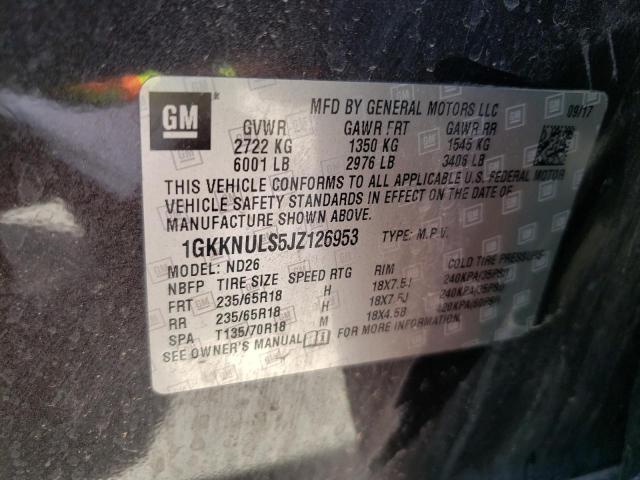 GM
MFD BY GENERAL MOTORS LLC 09/17
GVWR GAWR FRT GAWR RR
2722 KG 1350 KG 1545 KG
6001 LB 2976 LB 3406 LB
THIS VEHICLE CONFORMS TO ALL APPLICABLE U.S. FEDERAL MOTOR
VEHICLE SAFETY STANDARDS IN EFFECT ON THE DATE OF
MANUFACTURE SHOWN ABOVE.
1GKKNULS5JZ126953 TYPE: M.P.V.
MODEL: ND26
NBFP TIRE SIZE SPEED RTG RIM COLD TIRE PRESSURE
FRT 235/65R18 H 18X7.5J 240KPA(35PSI)
RR 235/65R18 H 18X7.5J 240KPA(35PSI)
SPA T135/70R18 M 18X4.5B 420KPA(60PSI)
SEE OWNER'S MANUAL FOR MORE INFORMATION.